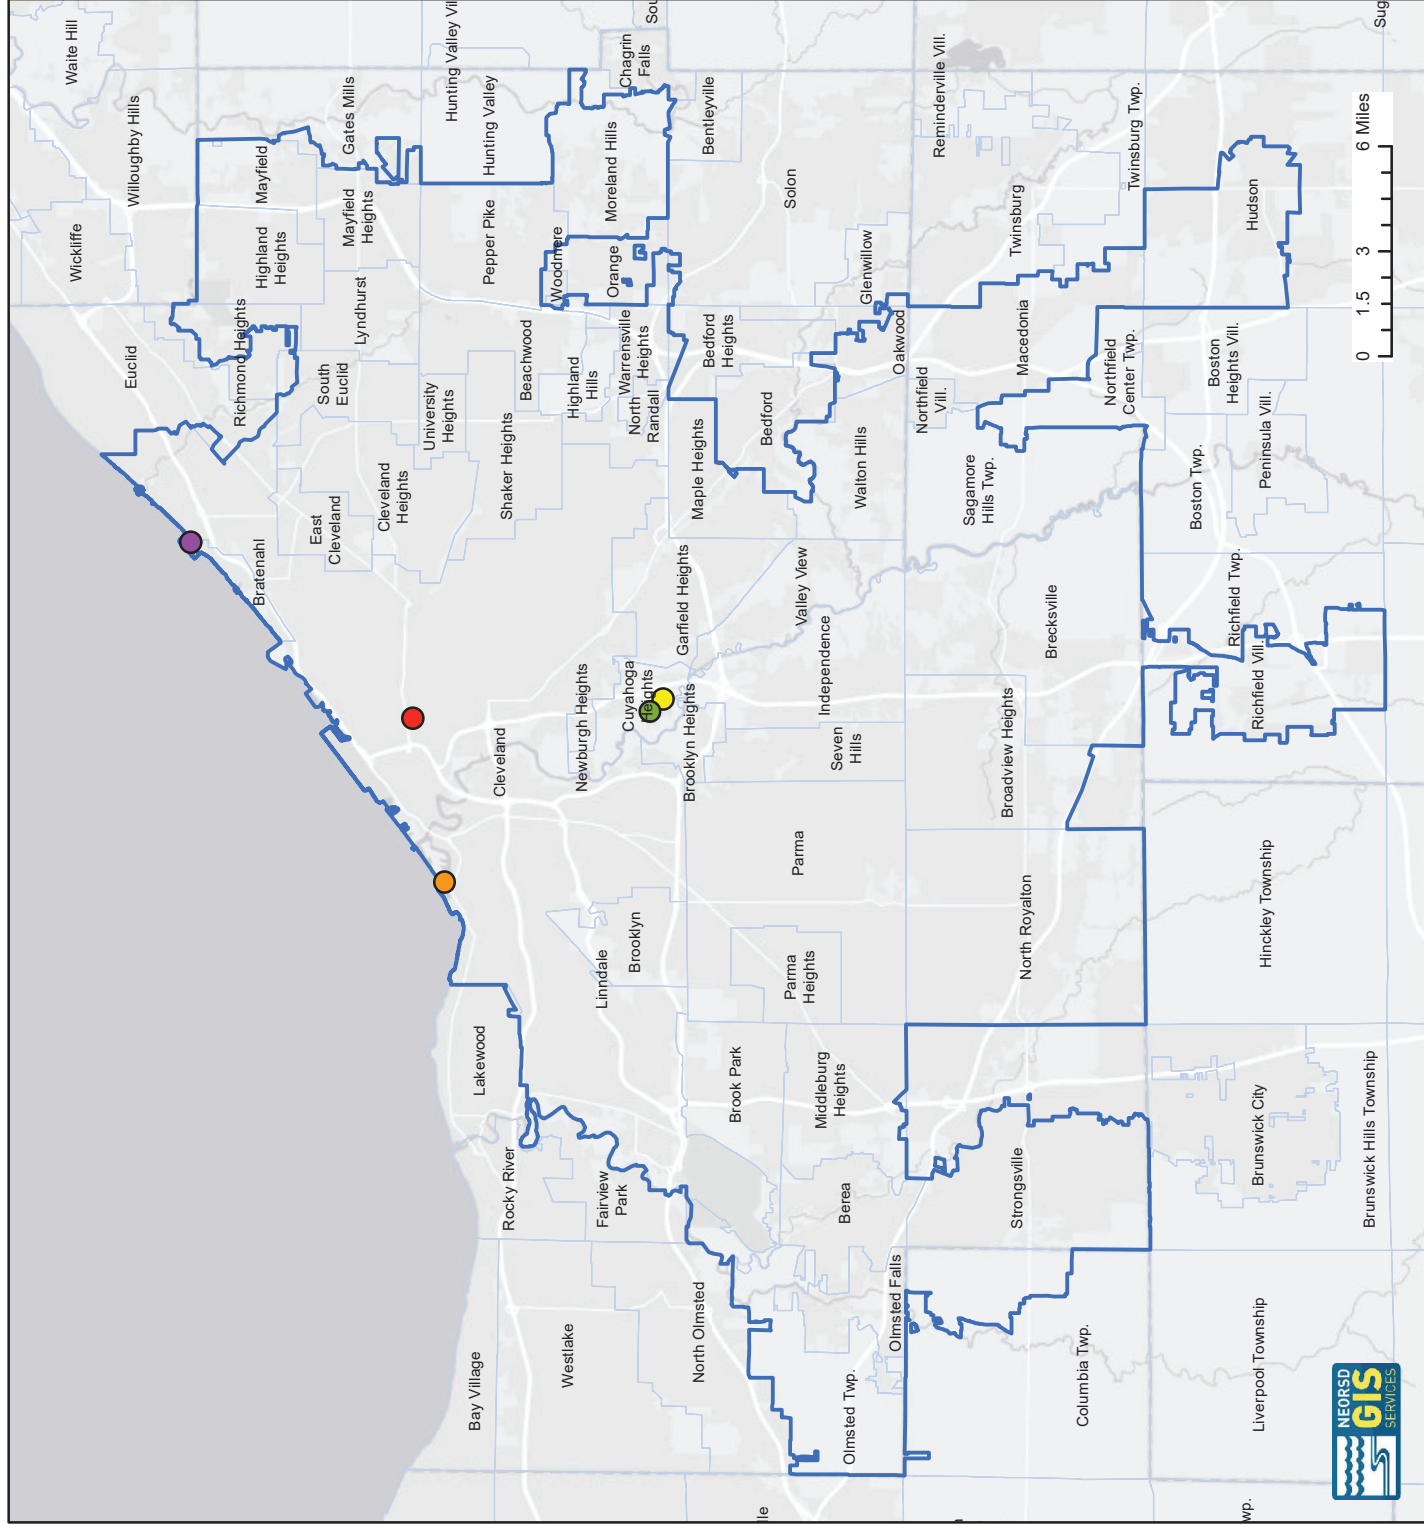 Waite Hill
Willoughby Hills
Wickliffe
Euclid
Gates Mills
Mayfield
Highland
Heights
Richmond Heights
Mayfield
Heights
Lyndhurst
South
Euclid
Hunting Valley Vil
Hunting Valley
Pepper Pike
Beachwood
University
Heights
Shaker Heights
Cleveland
Heights
East
Cleveland
Bratenahl
Sou
Chagrin
Falls
Moreland Hills
Woodmere
Orange
Highland
Hills
Warrensville
Heights
North
Randall
Bentleyville
Solon
Bedford
Heights
Maple Heights
Bedford
Glenwillow
Oakwood
Walton Hills
Garfield Heights
Valley View
Cuyahoga
Heights
Newburgh Heights
Brooklyn Heights
Independence
Seven
Hills
Cleveland
Reminderville Vill.
Twinsburg
Twinsburg Twp.
Macedonia
Northfield
Vill.
Northfield
Center Twp.
Sagamore
Hills Twp.
Hudson
Boston
Heights Vill.
Peninsula Vill.
Boston Twp.
Sug
Brecksville
Broadview Heights
Richfield Twp.
Richfield Vill.
Parma
Brooklyn
Linndale
Parma
Heights
North Royalton
Hinckley Township
Lakewood
Rocky River
Fairview
Park
Brook Park
Middleburg
Heights
Berea
Strongsville
Brunswick City
Brunswick Hills Township
Bay Village
Westlake
North Olmsted
Olmsted Falls
Olmsted Twp.
Columbia Twp.
Liverpool Township
lle
wp.
0 1.5 3 6 Miles
NEORSD
GIS
SERVICES